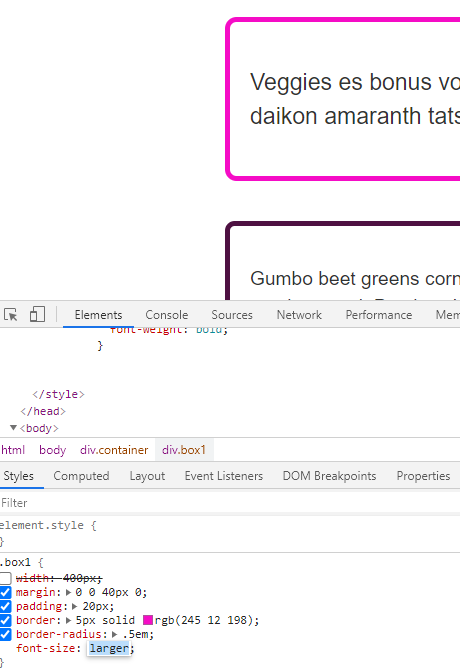 Veggies es bonus vo
daikon amaranth tats
Gumbo beet greens corn
Elements Console Sources Network Performance Mem
font-weight: bold;
}
</style>
</head>
▼<body>
html body div.container div.box1
Styles Computed Layout Event Listeners DOM Breakpoints Properties
Filter
element.style {
}
.box1 {
width: 400px;
margin: ▶ 0 0 40px 0;
padding: ▶ 20px;
border: ▶ 5px solid rgb(245 12 198);
border-radius: ▶ .5em;
font-size: larger;
}